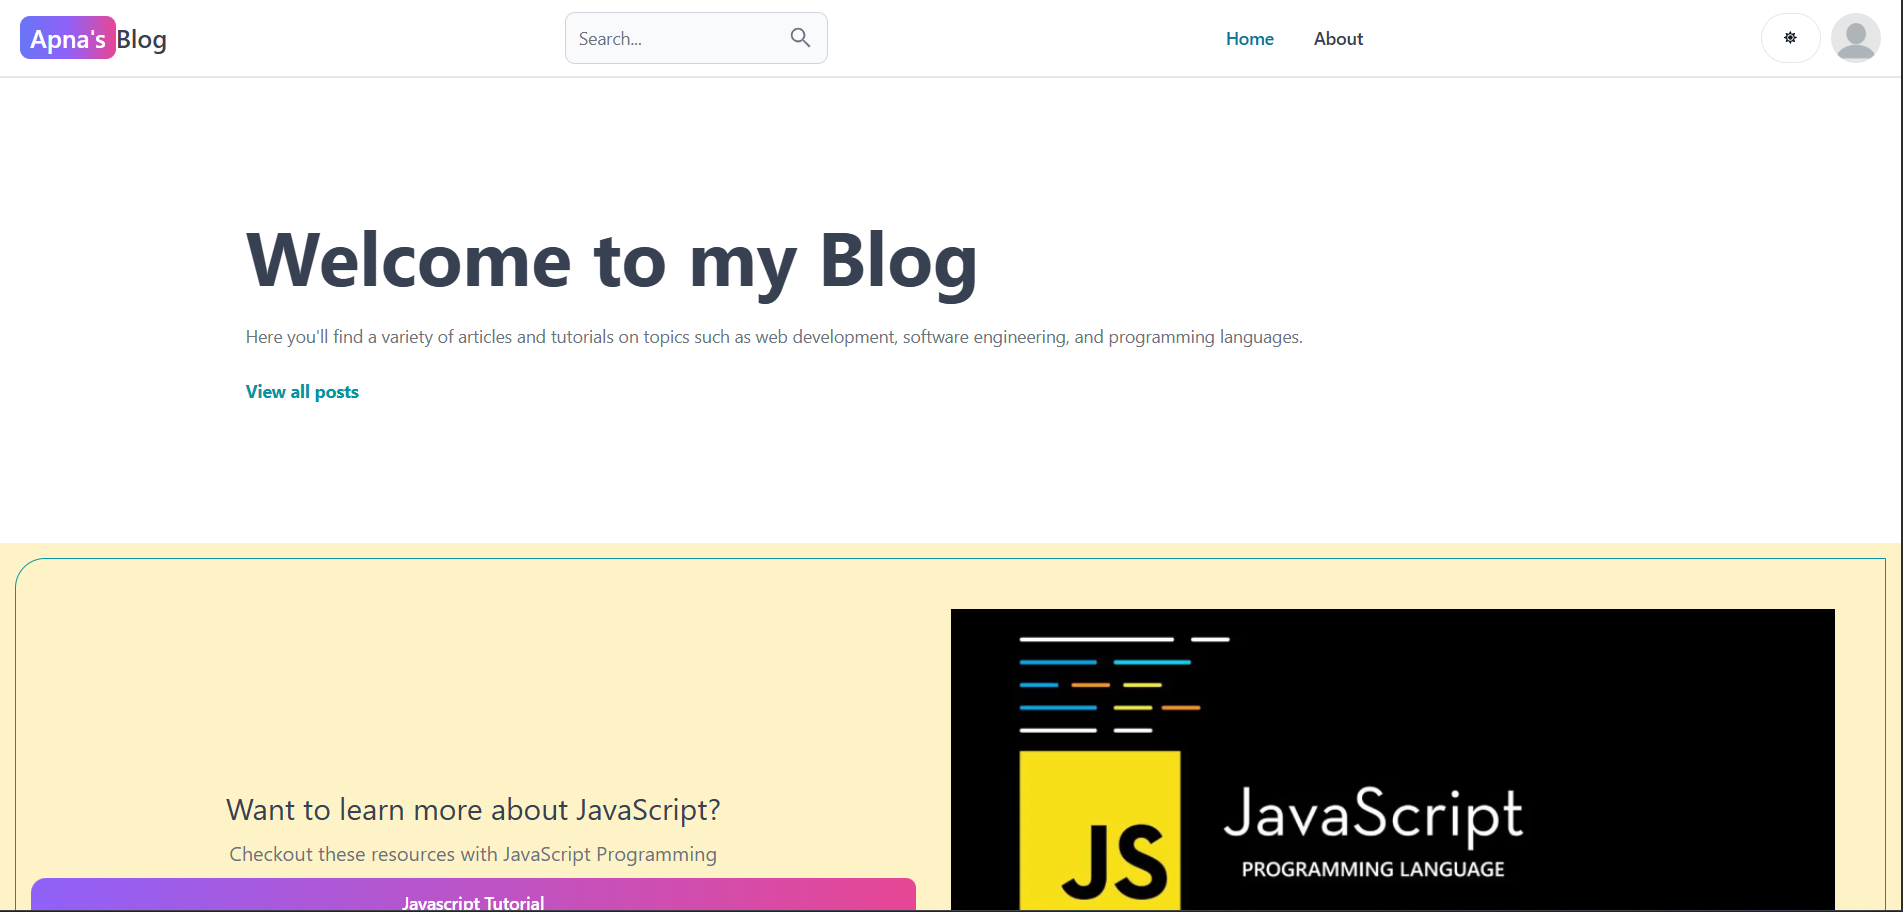 Apna's Blog
Search...
Home
About
Welcome to my Blog
Here you'll find a variety of articles and tutorials on topics such as web development, software engineering, and programming languages.
View all posts
Want to learn more about JavaScript?
Checkout these resources with JavaScript Programming
Javascript Tutorial
JS
JavaScript
PROGRAMMING LANGUAGE